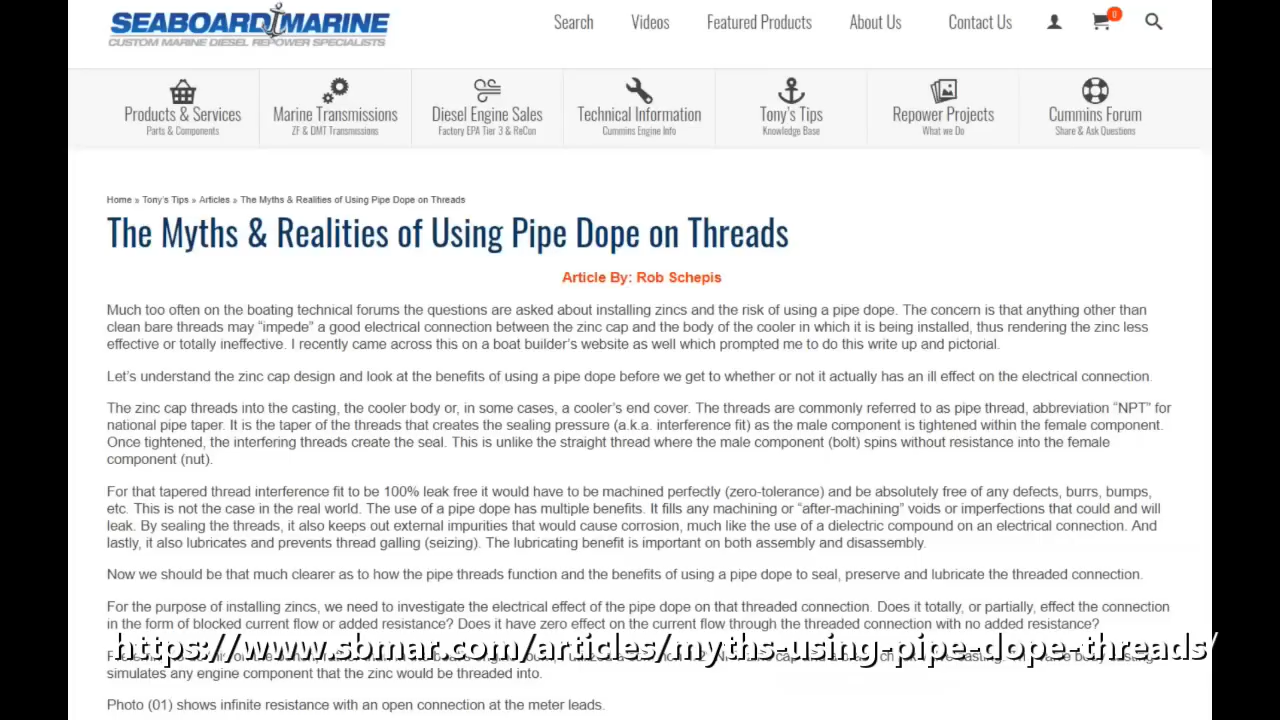 SEABOARD MARINE
CUSTOM MARINE DIESEL REPOWER SPECIALISTS
Search Videos Featured Products About Us Contact Us 0
Products & Services Marine Transmissions Diesel Engine Sales Technical Information Tony's Tips Repower Projects Cummins Forum
Parts & Components ZF & DMT Transmissions Factory EPA Tier 3 & ReCon Cummins Engine Info Knowledge Base What we Do Share & Ask Questions
Home » Tony's Tips » Articles » The Myths & Realities of Using Pipe Dope on Threads
The Myths & Realities of Using Pipe Dope on Threads
Article By: Rob Schepis
Much too often on the boating technical forums the questions are asked about installing zincs and the risk of using a pipe dope. The concern is that anything other than
clean bare threads may “impede” a good electrical connection between the zinc cap and the body of the cooler in which it is being installed, thus rendering the zinc less
effective or totally ineffective. I recently came across this on a boat builder's website as well which prompted me to do this write up and pictorial.
Let's understand the zinc cap design and look at the benefits of using a pipe dope before we get to whether or not it actually has an ill effect on the electrical connection.
The zinc cap threads into the casting, the cooler body or, in some cases, a cooler's end cover. The threads are commonly referred to as pipe thread, abbreviation “NPT” for
national pipe taper. It is the taper of the threads that creates the sealing pressure (a.k.a. interference fit) as the male component is tightened within the female component.
Once tightened, the interfering threads create the seal. This is unlike the straight thread where the male component (bolt) spins without resistance into the female
component (nut).
For that tapered thread interference fit to be 100% leak free it would have to be machined perfectly (zero-tolerance) and be absolutely free of any defects, burrs, bumps,
etc. This is not the case in the real world. The use of a pipe dope has multiple benefits. It fills any machining or “after-machining” voids or imperfections that could and will
leak. By sealing the threads, it also keeps out external impurities that would cause corrosion, much like the use of a dielectric compound on an electrical connection. And
lastly, it also lubricates and prevents thread galling (seizing). The lubricating benefit is important on both assembly and disassembly.
Now we should be that much clearer as to how the pipe threads function and the benefits of using a pipe dope to seal, preserve and lubricate the threaded connection.
For the purpose of installing zincs, we need to investigate the electrical effect of the pipe dope on that threaded connection. Does it totally, or partially, effect the connection
in the form of blocked current flow or added resistance? Does it have zero effect on the current flow through the threaded connection with no added resistance?
https://www.sbmar.com/articles/myths-using-pipe-dope-threads/
simulates any engine component that the zinc would be threaded into.
Photo (01) shows infinite resistance with an open connection at the meter leads.